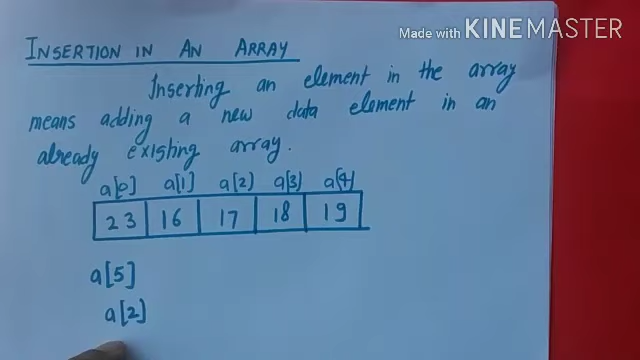 Made with KINEMASTER
INSERTION IN AN ARRAY
Inserting an element in the array
means adding a new data element in an
already existing array.
a[0] a[1] a[2] a[3] a[4]
23 16 17 18 19
a[5]
a[2]